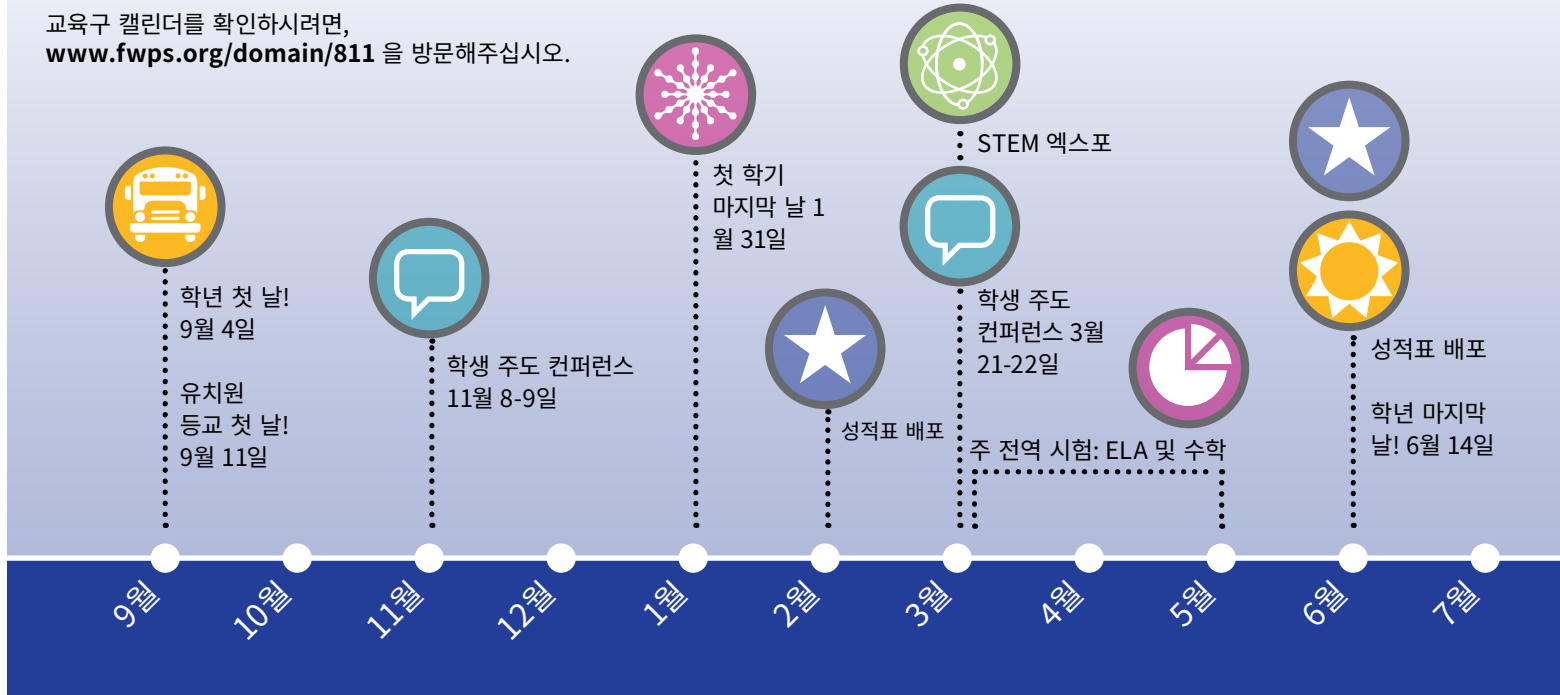 교육구 캘린더를 확인하시려면,
www.fwps.org/domain/811 을 방문해주십시오.
학년 첫 날!
9월 4일
유치원
등교 첫 날!
9월 11일
학생 주도 컨퍼런스
11월 8-9일
첫 학기
마지막 날 1
월 31일
성적표 배포
STEM 엑스포
학생 주도
컨퍼런스 3월
21-22일
주 전역 시험: ELA 및 수학
성적표 배포
학년 마지막
날! 6월 14일
9월
10월
11월
12월
1월
2월
3월
4월
5월
6월
7월